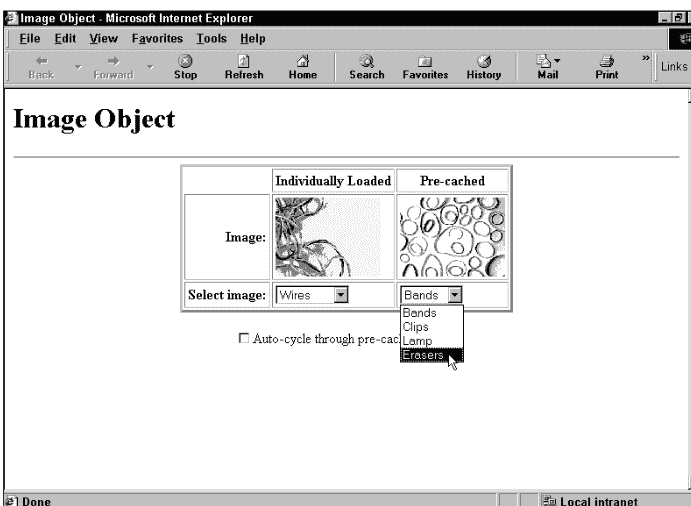 Image Object - Microsoft Internet Explorer
File Edit View Favorites Tools Help
Back Forward Stop Refresh Home Search Favorites History Mail Print » Links
Image Object
Individually Loaded Pre-cached
Image:
Select image: Wires Bands
Bands
Clips
Auto-cycle through pre-cac
Lamp
Erasers
Done Local intranet